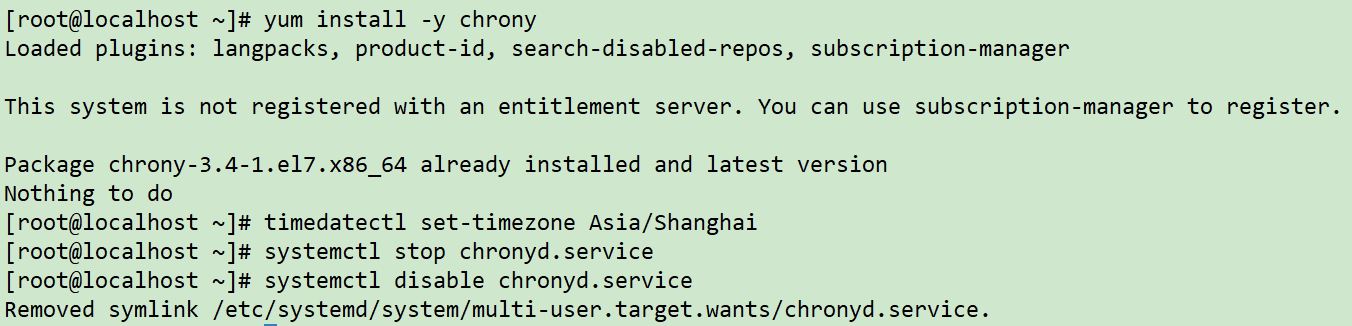 [root@localhost ~]# yum install -y chrony
Loaded plugins: langpacks, product-id, search-disabled-repos, subscription-manager
This system is not registered with an entitlement server. You can use subscription-manager to register.
Package chrony-3.4-1.el7.x86_64 already installed and latest version
Nothing to do
[root@localhost ~]# timedatectl set-timezone Asia/Shanghai
[root@localhost ~]# systemctl stop chronyd.service
[root@localhost ~]# systemctl disable chronyd.service
Removed symlink /etc/systemd/system/multi-user.target.wants/chronyd.service.